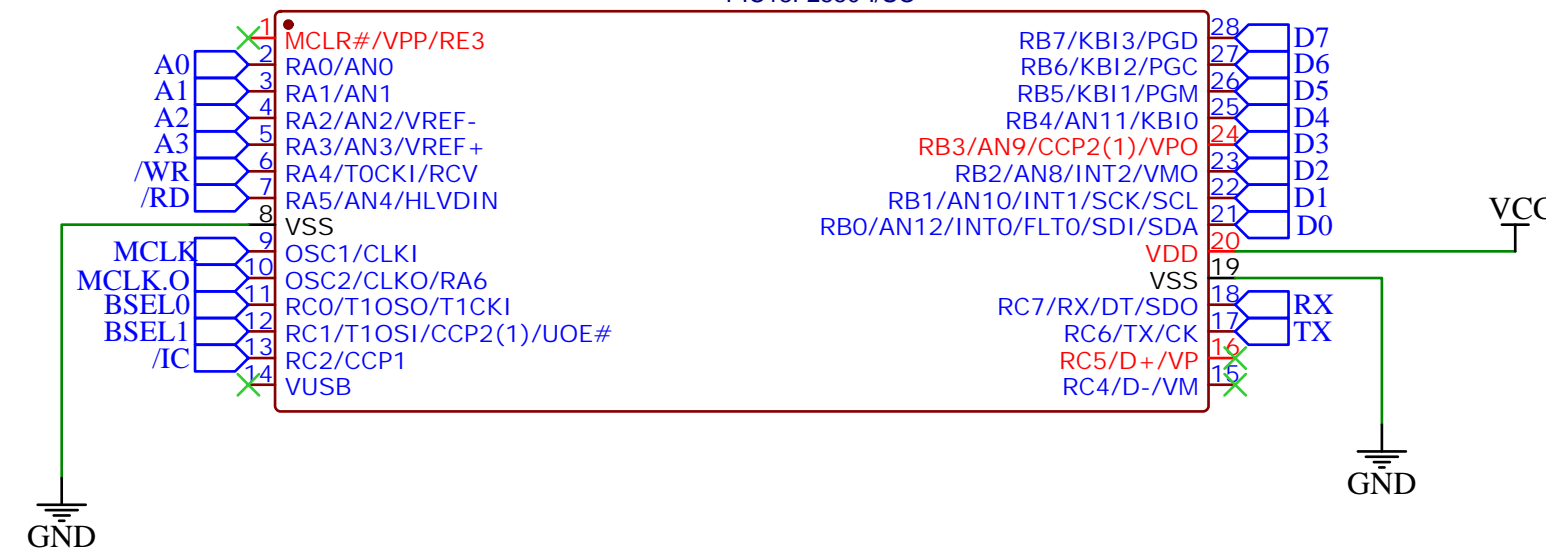 1 MCLR#/VPP/RE3
A0 2 RA0/AN0
A1 3 RA1/AN1
A2 4 RA2/AN2/VREF-
A3 5 RA3/AN3/VREF+
/WR 6 RA4/T0CKI/RCV
/RD 7 RA5/AN4/HLVDIN
8 VSS
MCLK 9 OSC1/CLKI
MCLK.O 10 OSC2/CLKO/RA6
BSEL0 11 RC0/T1OSO/T1CKI
BSEL1 12 RC1/T1OSI/CCP2(1)/UOE#
/IC 13 RC2/CCP1
14 VUSB
GND
RB7/KBI3/PGD 28 D7
RB6/KBI2/PGC 27 D6
RB5/KBI1/PGM 26 D5
RB4/AN11/KBI0 25 D4
RB3/AN9/CCP2(1)/VPO 24 D3
RB2/AN8/INT2/VMO 23 D2
RB1/AN10/INT1/SCK/SCL 22 D1
RB0/AN12/INT0/FLT0/SDI/SDA 21 D0
VDD 20 VCC
VSS 19
RC7/RX/DT/SDO 18 RX
RC6/TX/CK 17 TX
RC5/D+/VP 16
RC4/D-/VM 15
GND